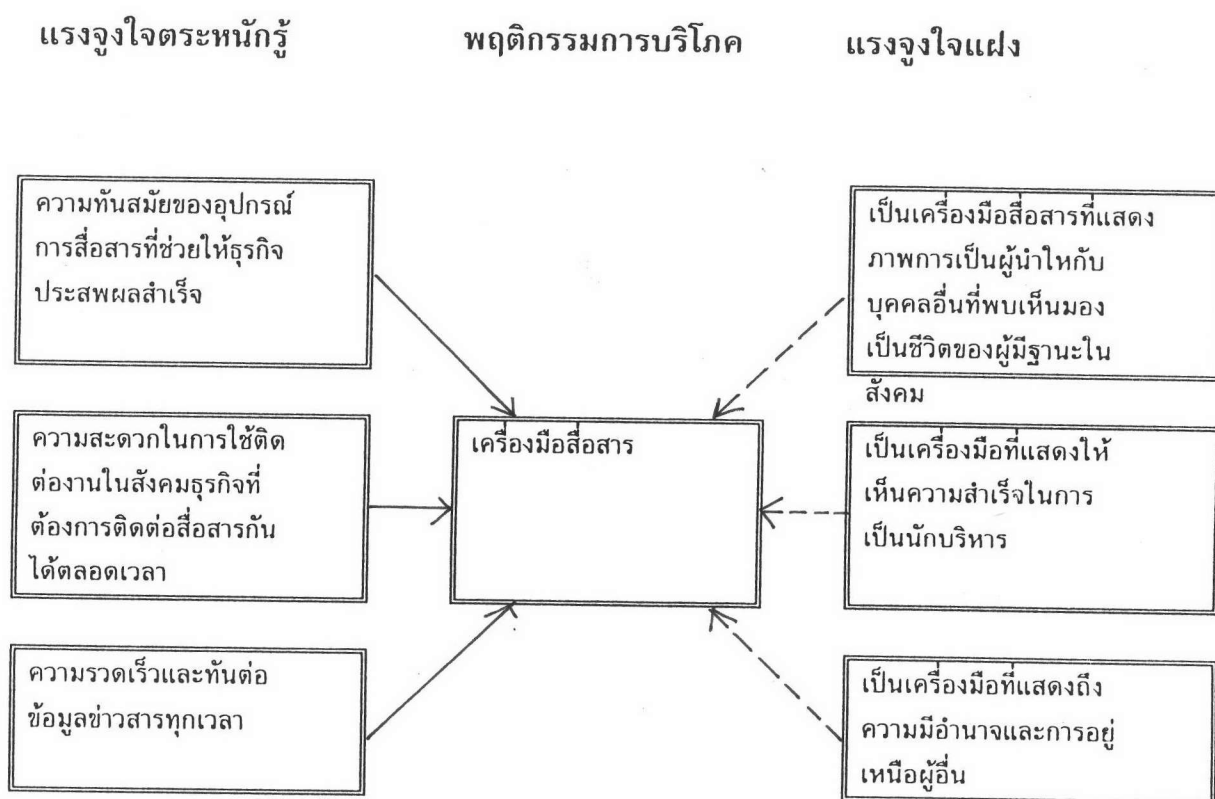 แรงจูงใจตระหนักรู้
พฤติกรรมการบริโภค
แรงจูงใจแฝง
ความทันสมัยของอุปกรณ์
การสื่อสารที่ช่วยให้ธุรกิจ
ประสพผลสำเร็จ
ความสะดวกในการใช้ติด
ต่องานในสังคมธุรกิจที่
ต้องการติดต่อสื่อสารกัน
ได้ตลอดเวลา
ความรวดเร็วและทันต่อ
ข้อมูลข่าวสารทุกเวลา
เครื่องมือสื่อสาร
เป็นเครื่องมือสื่อสารที่แสดง
ภาพการเป็นผู้นำใหกับ
บุคคลอื่นที่พบเห็นมอง
เป็นชีวิตของผู้มีฐานะใน
สังคม
เป็นเครื่องมือที่แสดงให้
เห็นความสำเร็จในการ
เป็นนักบริหาร
เป็นเครื่องมือที่แสดงถึง
ความมีอำนาจและการอยู่
เหนือผู้อื่น